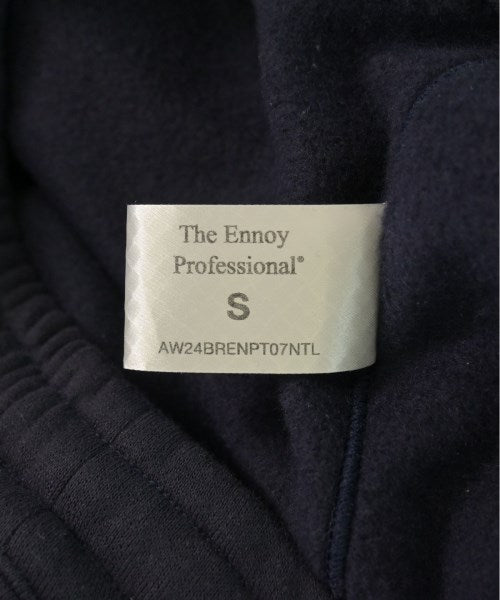 The Ennoy
Professional®
S
AW24BRENPT07NTL